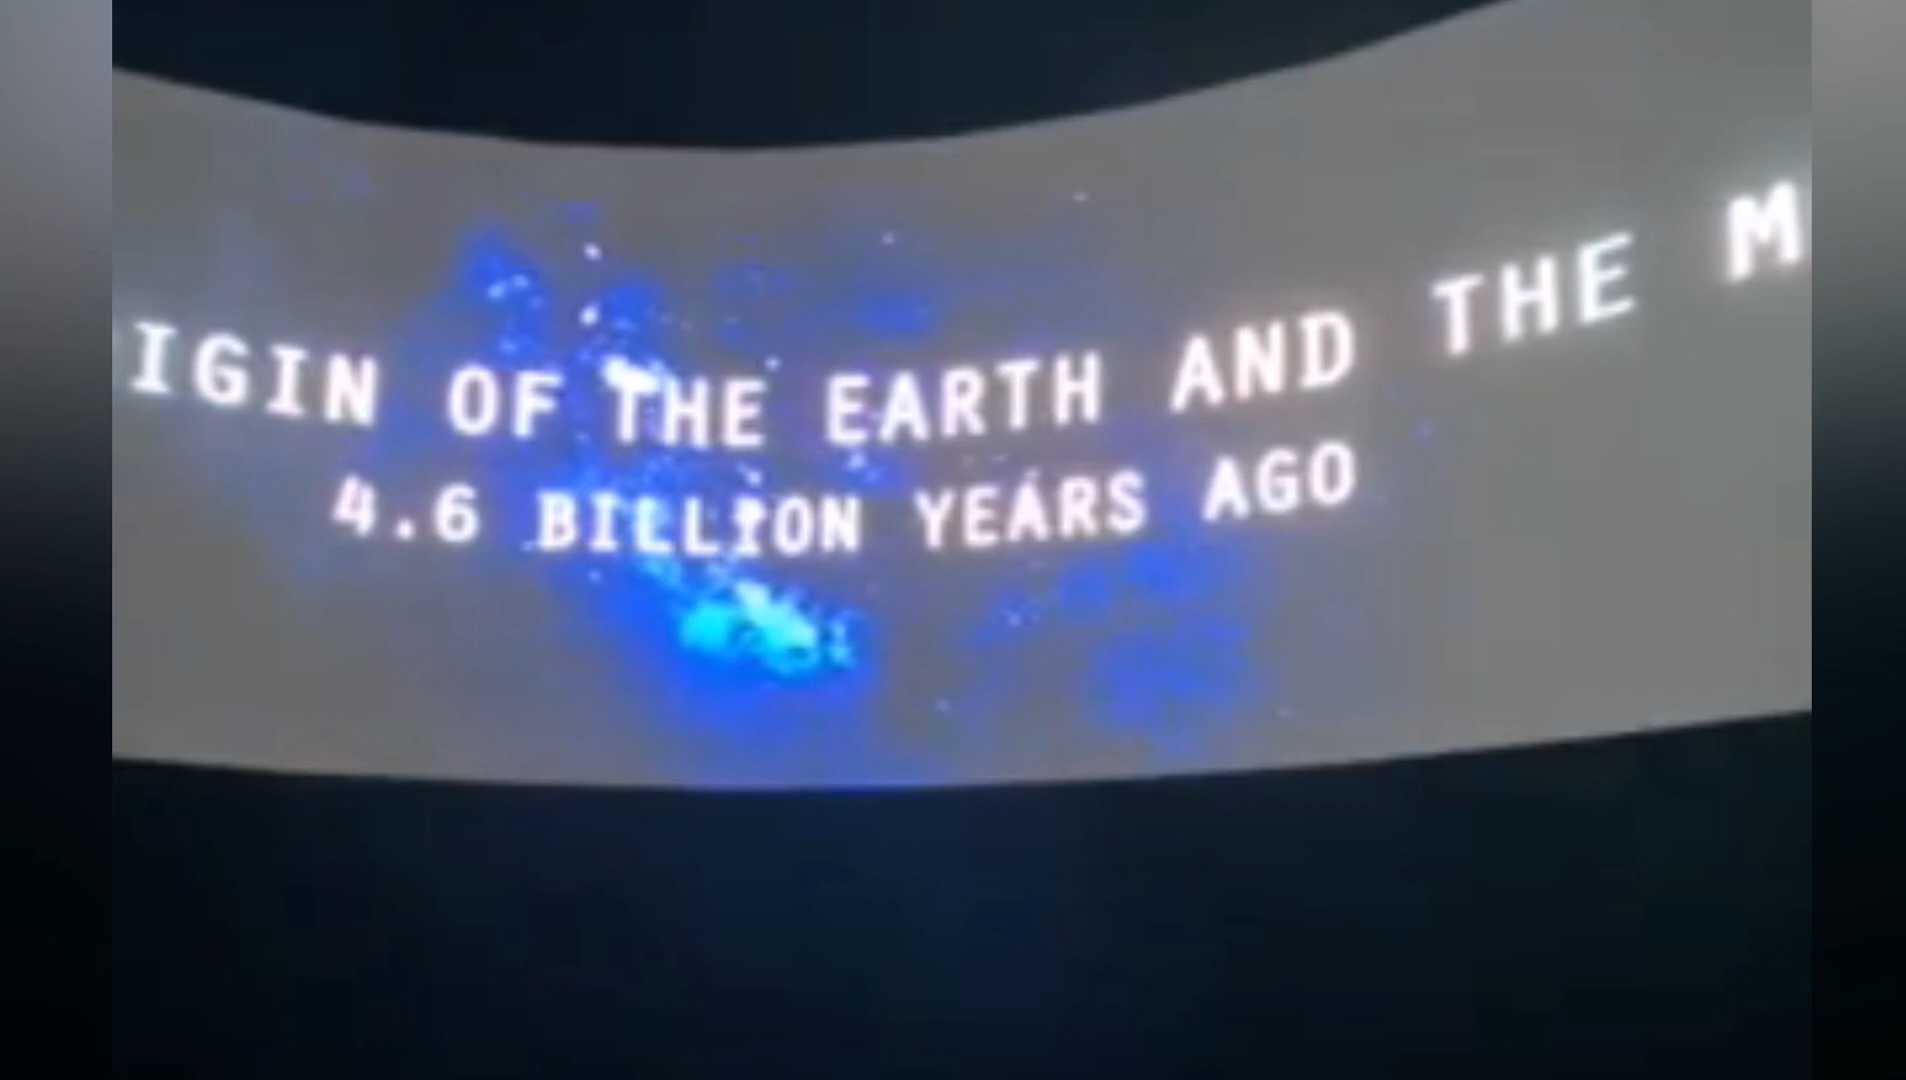 IGIN OF THE EARTH AND THE M
4.6 BILLION YEARS AGO